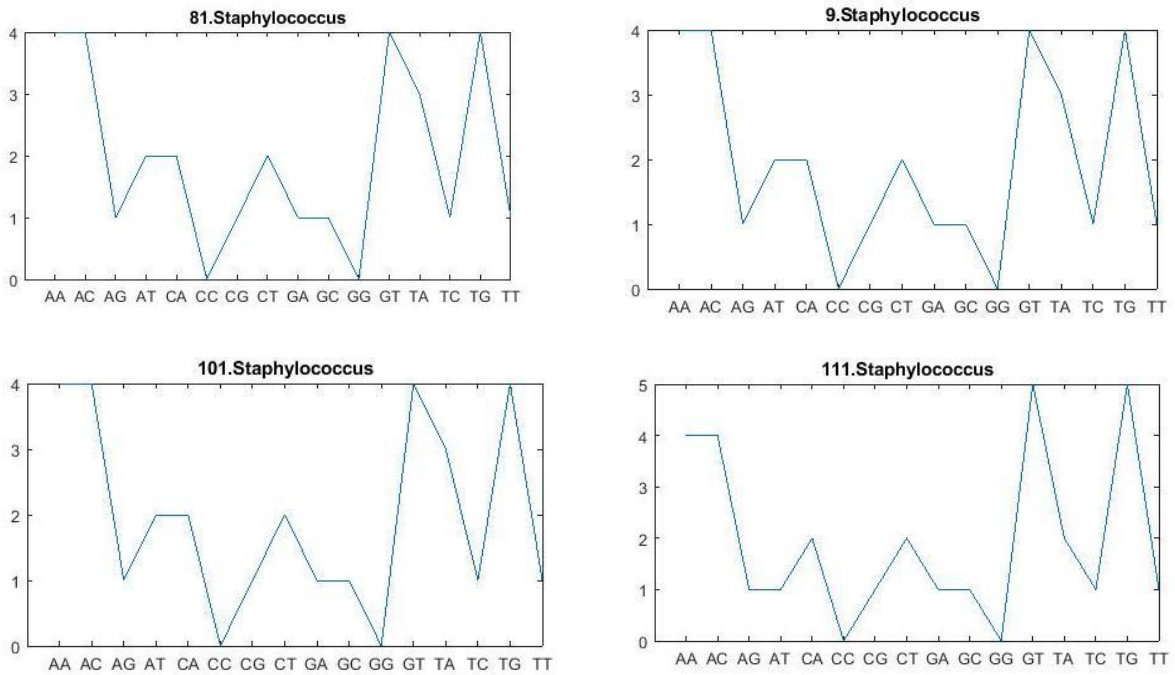 81.Staphylococcus
4
3
2
1
0
AA AC AG AT CA CC CG CT GA GC GG GT TA TC TG TT
9.Staphylococcus
4
3
2
1
0
AA AC AG AT CA CC CG CT GA GC GG GT TA TC TG TT
101.Staphylococcus
4
3
2
1
0
AA AC AG AT CA CC CG CT GA GC GG GT TA TC TG TT
111.Staphylococcus
5
4
3
2
1
0
AA AC AG AT CA CC CG CT GA GC GG GT TA TC TG TT